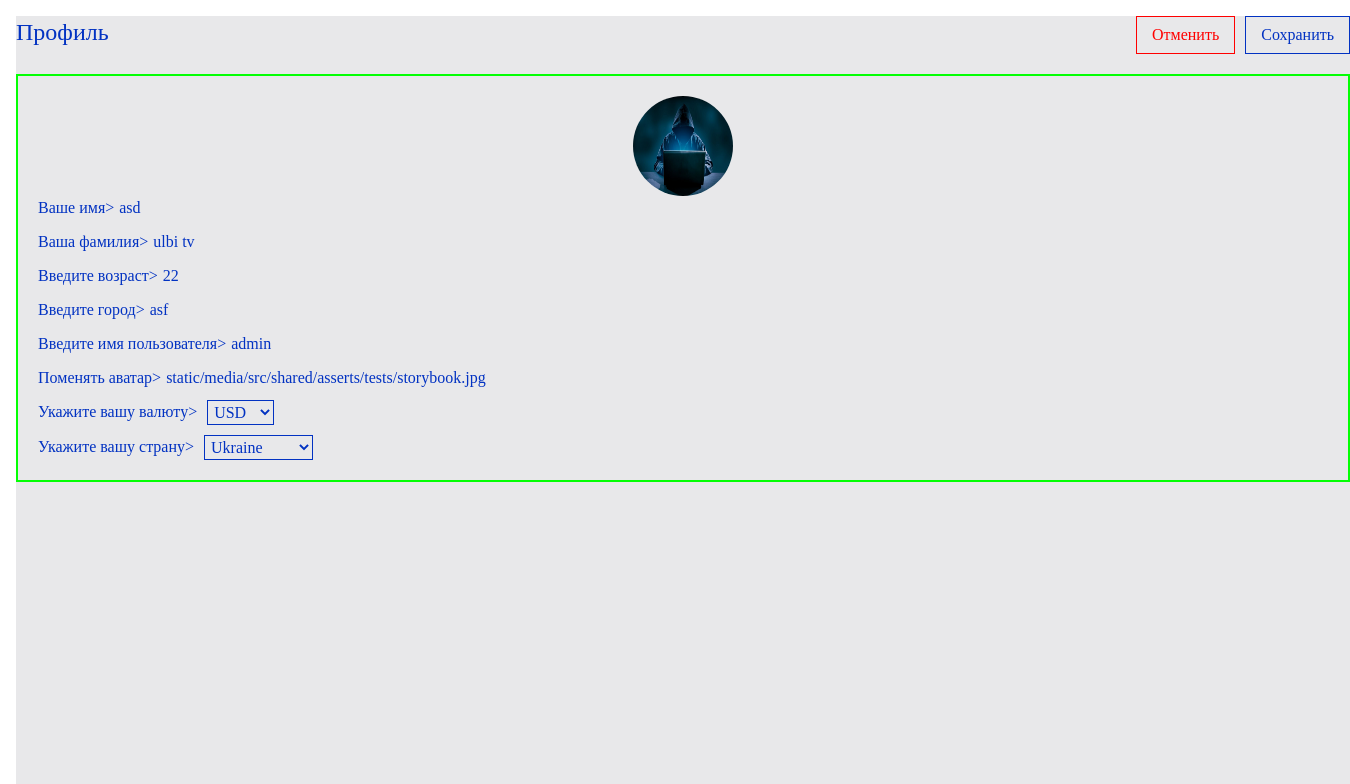 Профиль
Отменить
Сохранить
Ваше имя> asd
Ваша фамилия> ulbi tv
Введите возраст> 22
Введите город> asf
Введите имя пользователя> admin
Поменять аватар> static/media/src/shared/asserts/tests/storybook.jpg
Укажите вашу валюту> USD
Укажите вашу страну> Ukraine